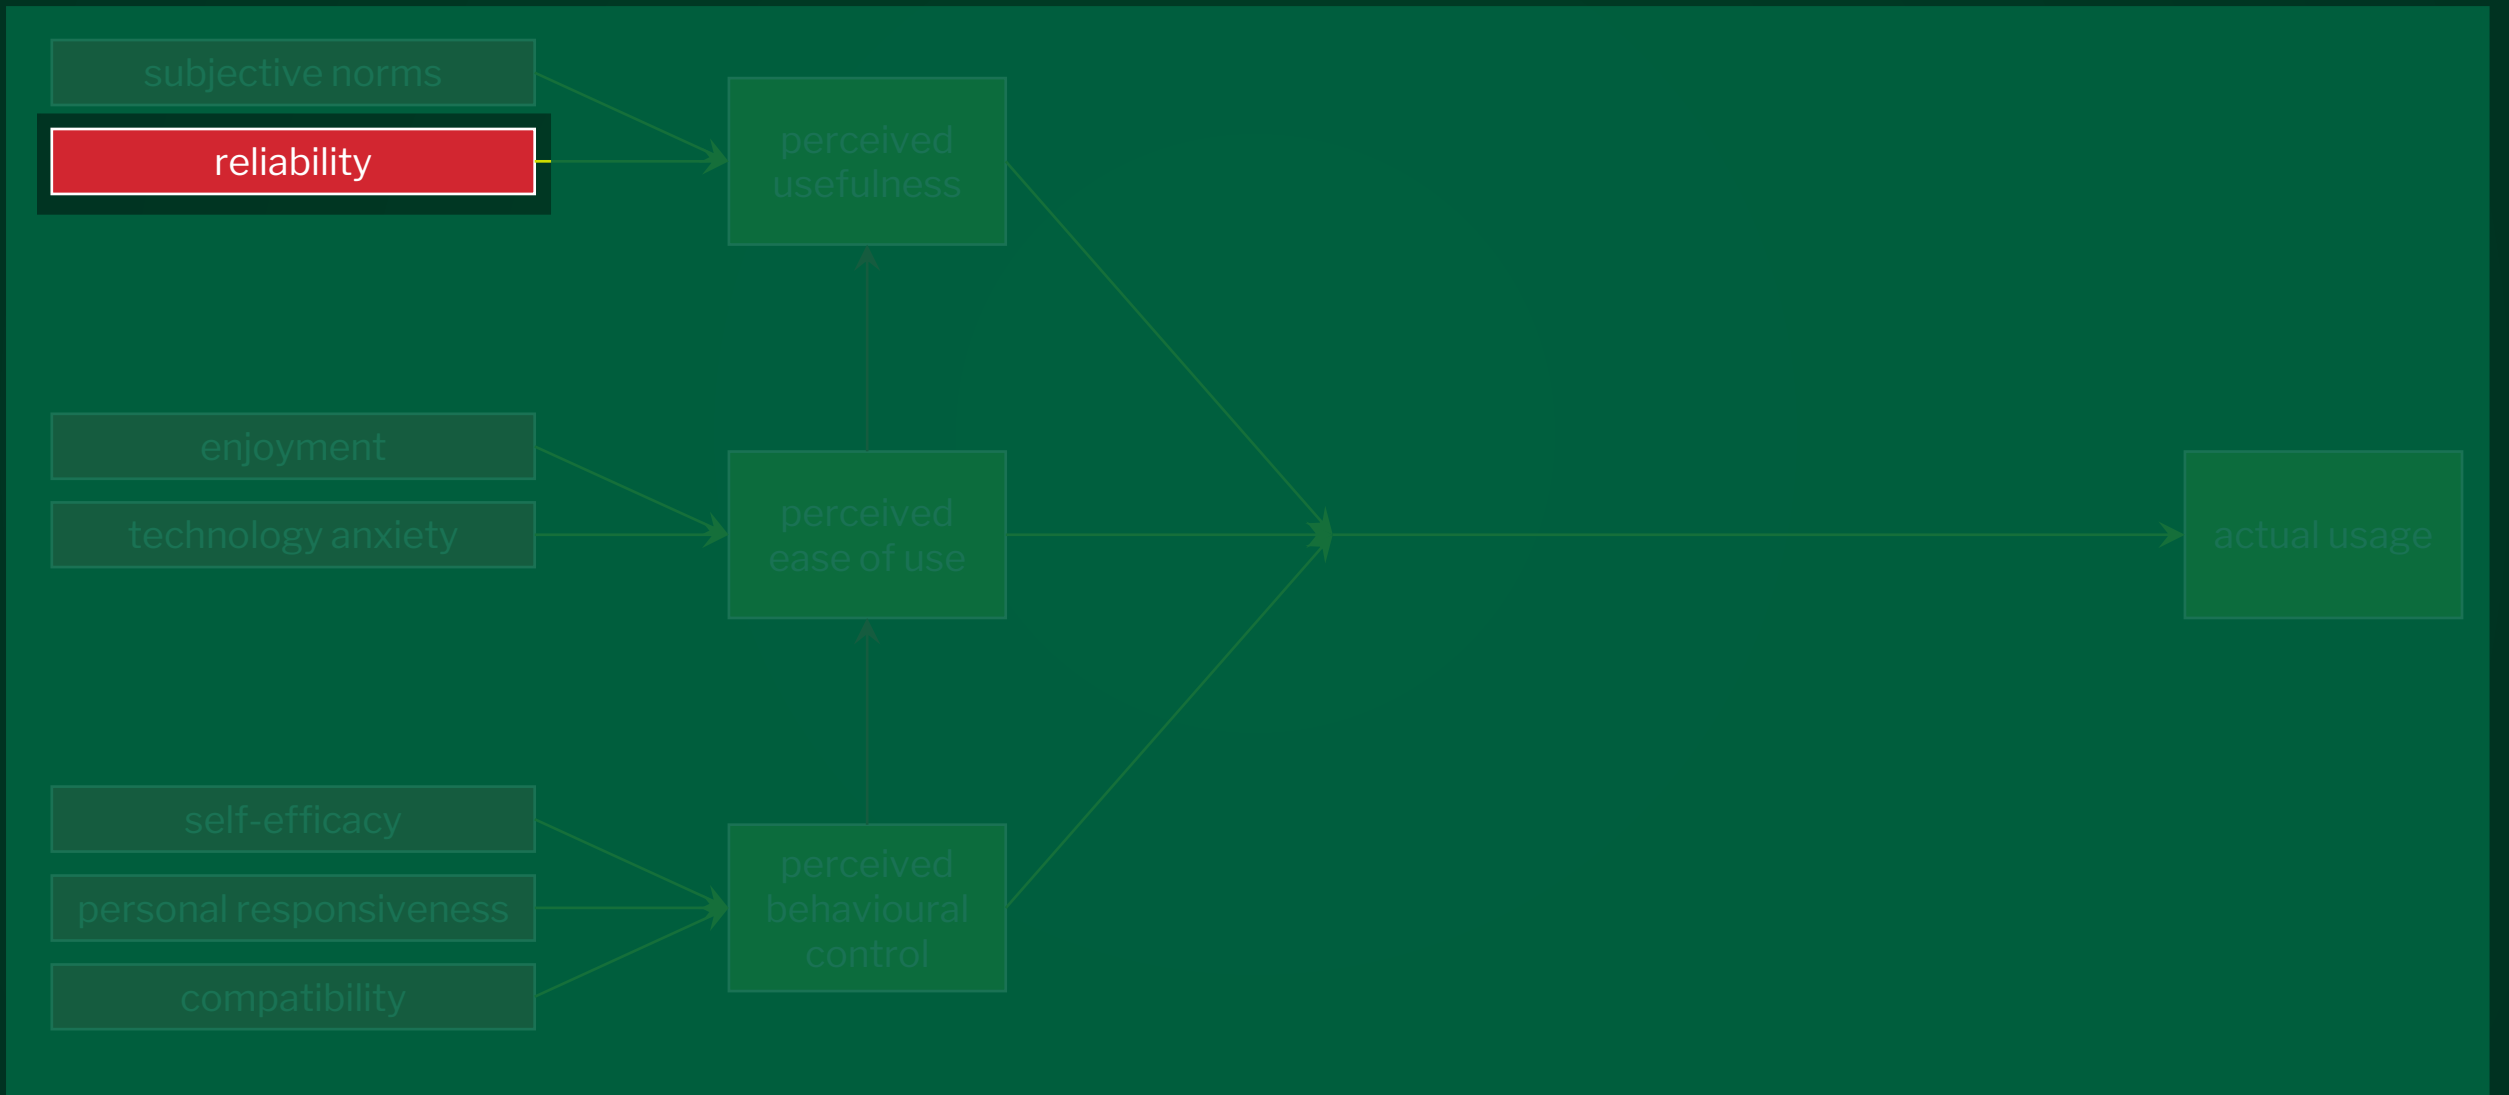 subjective norms
reliability
perceived
usefulness
enjoyment
technology anxiety
perceived
ease of use
actual usage
self-efficacy
personal responsiveness
compatibility
perceived
behavioural
control